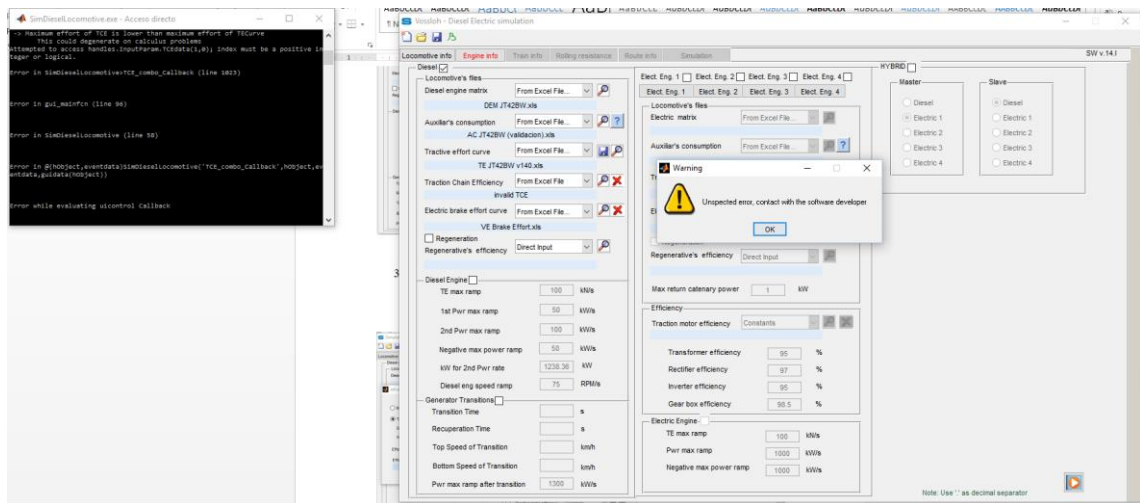 SimDieselLocomotive.exe - Acceso directo
-> Maximum effort of TCE is lower than maximum effort of TECurve
This could degenerate on calculus problems
Attempted to access handles.InputParam.TCEdata(1,0); index must be a positive in
teger or logical.
Error in SimDieselLocomotive>TCE_combo_Callback (line 1023)
Error in gui_mainfcn (line 96)
Error in SimDieselLocomotive (line 58)
Error in @(hObject,eventdata)SimDieselLocomotive('TCE_combo_Callback',hObject,ev
entdata,guidata(hObject))
Error while evaluating uicontrol Callback
Vossloh - Diesel Electric simulation
Locomotive info Engine info Train info Rolling resistance Route info Simulation
SW v.14.I
Diesel
Locomotive's files
Diesel engine matrix From Excel File...
DEM JT42BW.xls
Auxiliar's consumption From Excel File... ?
AC JT42BW (validacion).xls
Tractive effort curve From Excel File...
TE JT42BW v140.xls
Traction Chain Efficiency From Excel File...
invalid TCE
Electric brake effort curve From Excel File...
VE Brake Effort.xls
Regeneration
Regenerative's efficiency Direct Input
Diesel Engine
TE max ramp 100 kN/s
1st Pwr max ramp 50 kW/s
2nd Pwr max ramp 100 kW/s
Negative max power ramp 50 kW/s
kW for 2nd Pwr rate 1238.36 kW
Diesel eng speed ramp 75 RPM/s
Generator Transitions
Transition Time s
Recuperation Time s
Top Speed of Transition km/h
Bottom Speed of Transition km/h
Pwr max ramp after transition 1300 kW/s
Elect. Eng. 1 Elect. Eng. 2 Elect. Eng. 3 Elect. Eng. 4
Elect. Eng. 1 Elect. Eng. 2 Elect. Eng. 3 Elect. Eng. 4
Locomotive's files
Electric matrix From Excel File...
Auxiliar's consumption From Excel File... ?
Warning
Unspected error, contact with the software developer
OK
Regenerative's efficiency Direct Input
Max return catenary power 1 kW
Efficiency
Traction motor efficiency Constants
Transformer efficiency 95 %
Rectifier efficiency 97 %
Inverter efficiency 95 %
Gear box efficiency 98.5 %
Electric Engine
TE max ramp 100 kN/s
Pwr max ramp 1000 kW/s
Negative max power ramp 1000 kW/s
HYBRID
Master
Diesel
Electric 1
Electric 2
Electric 3
Electric 4
Slave
Diesel
Electric 1
Electric 2
Electric 3
Electric 4
Note: Use '.' as decimal separator